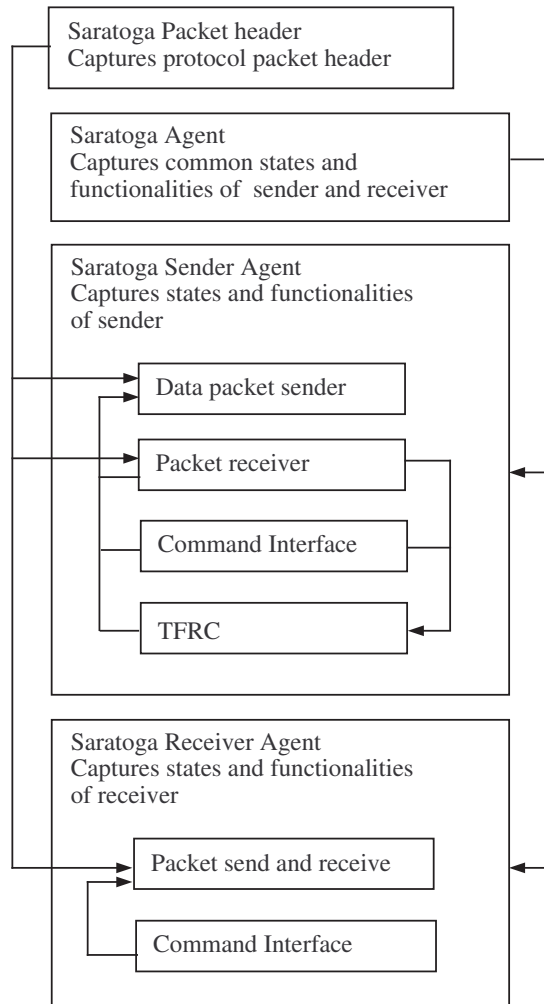 Saratoga Packet header
Captures protocol packet header
Saratoga Agent
Captures common states and
functionalities of sender and receiver
Saratoga Sender Agent
Captures states and functionalities
of sender
Data packet sender
Packet receiver
Command Interface
TFRC
Saratoga Receiver Agent
Captures states and functionalities
of receiver
Packet send and receive
Command Interface